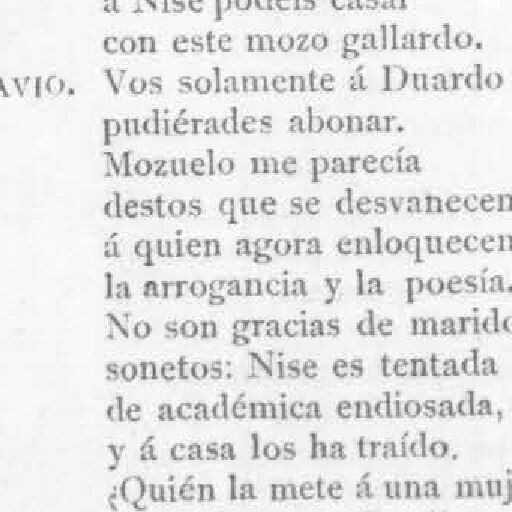 á Nise podéis casar
con este mozo gallardo.
AVIO. Vos solamente á Duardo
pudiérades abonar.
Mozuelo me parecía
destos que se desvanecen
á quien agora enloquecen
la arrogancia y la poesía.
No son gracias de marido
sonetos: Nise es tentada
de académica endiosada,
y á casa los ha traído.
¿Quién la mete á una muj